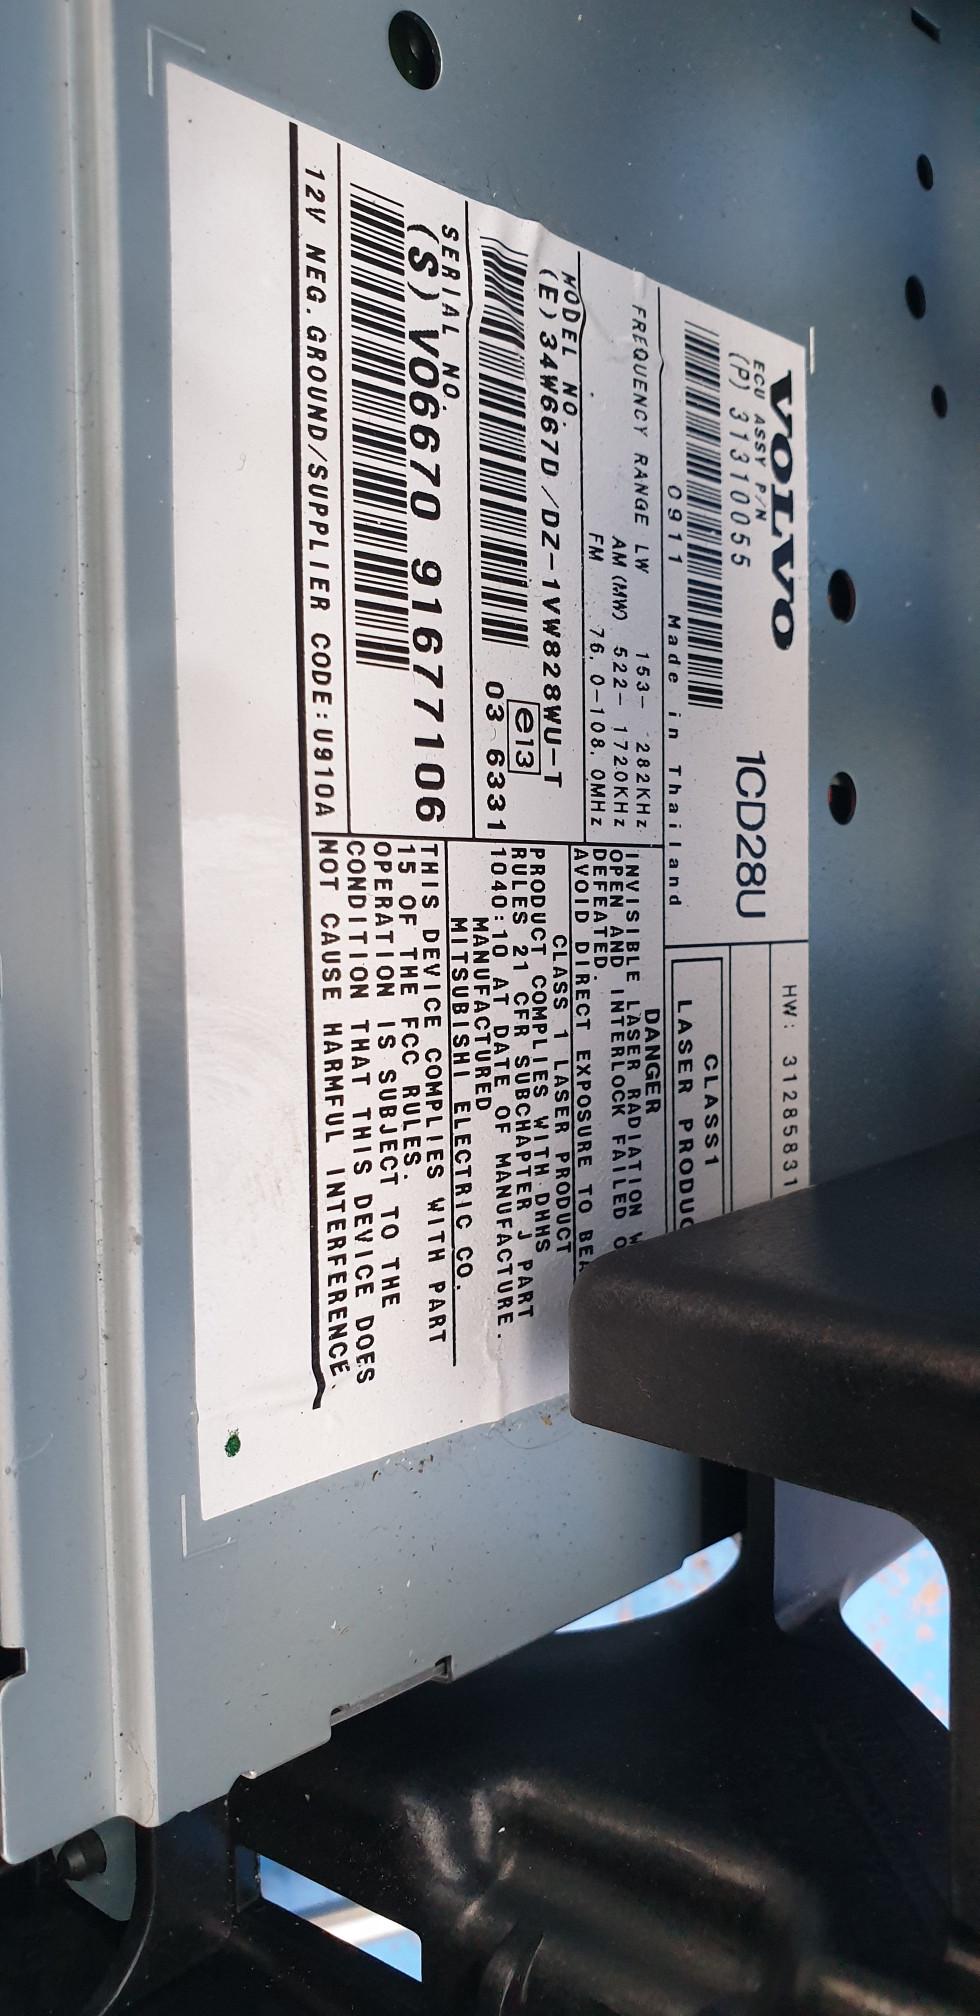 VOLVO
1CD28U
HW: 31285831
ECU ASSY P/N
(P) 31310055
CLASS1
LASER
0911 Made in Thailand
FREQUENCY RANGE LW 153- 282KHz
AM(MW) 522- 1720KHz
FM 76.0-108.0MHz
DANGER
INVISIBLE LASER RADIATION
OPEN AND INTERLOCK FAILED
DEFEATED.
AVOID DIRECT EXPOSURE TO
MODEL NO.
(E)34W667D/DZ-1VW828WU-T
e13
03 6331
CLASS 1 LASER PRODUCT
PRODUCT COMPLIES WITH DHHS
RULES 21 CFR SUBCHAPTER J PART
1040:10 AT DATE OF MANUFACTURE.
MANUFACTURED
MITSUBISHI ELECTRIC CO.
SERIAL NO.
(S)V06670 91677106
THIS DEVICE COMPLIES WITH PART
15 OF THE FCC RULES.
OPERATION IS SUBJECT TO THE
CONDITION THAT THIS DEVICE DOES
NOT CAUSE HARMFUL INTERFERENCE.
12V NEG.GROUND/SUPPLIER CODE:U910A